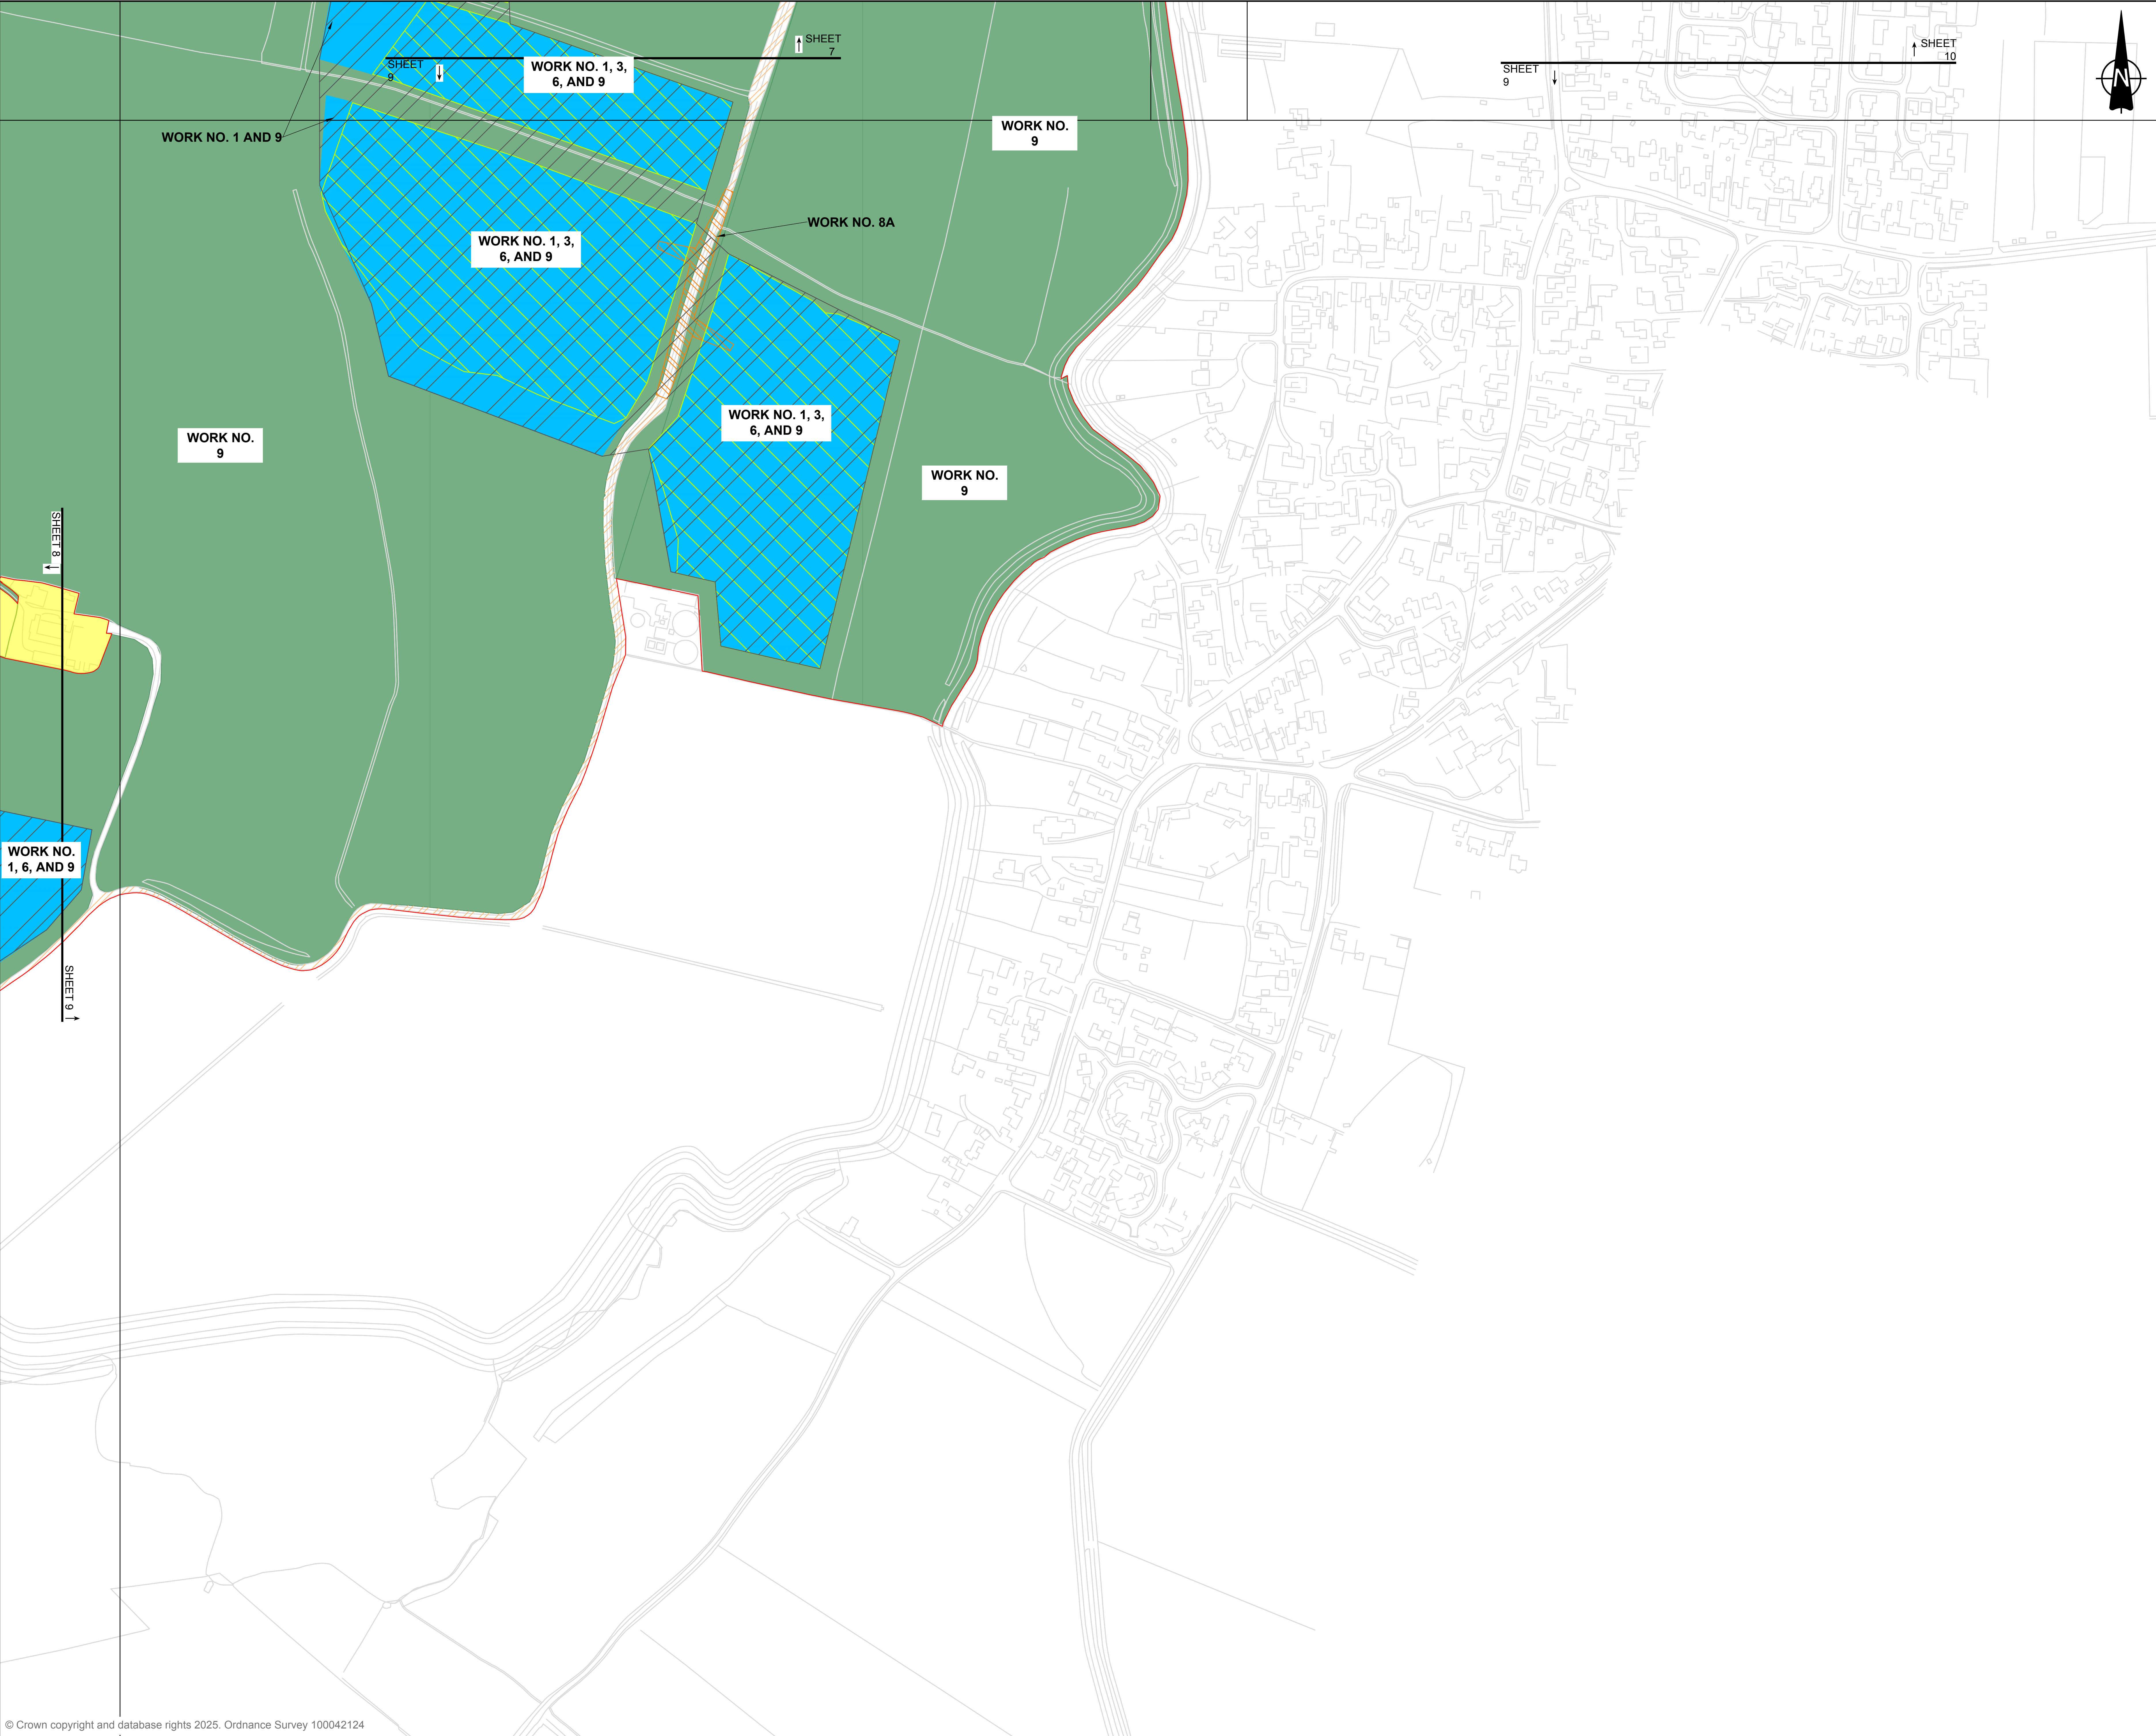 SHEET
7
SHEET
9
WORK NO. 1, 3,
6, AND 9
SHEET
10
SHEET
9
N
WORK NO. 1 AND 9
WORK NO.
9
WORK NO. 8A
WORK NO. 1, 3,
6, AND 9
WORK NO. 1, 3,
6, AND 9
WORK NO.
9
WORK NO.
9
SHEET 8
WORK NO.
1, 6, AND 9
SHEET 9
© Crown copyright and database rights 2025. Ordnance Survey 100042124